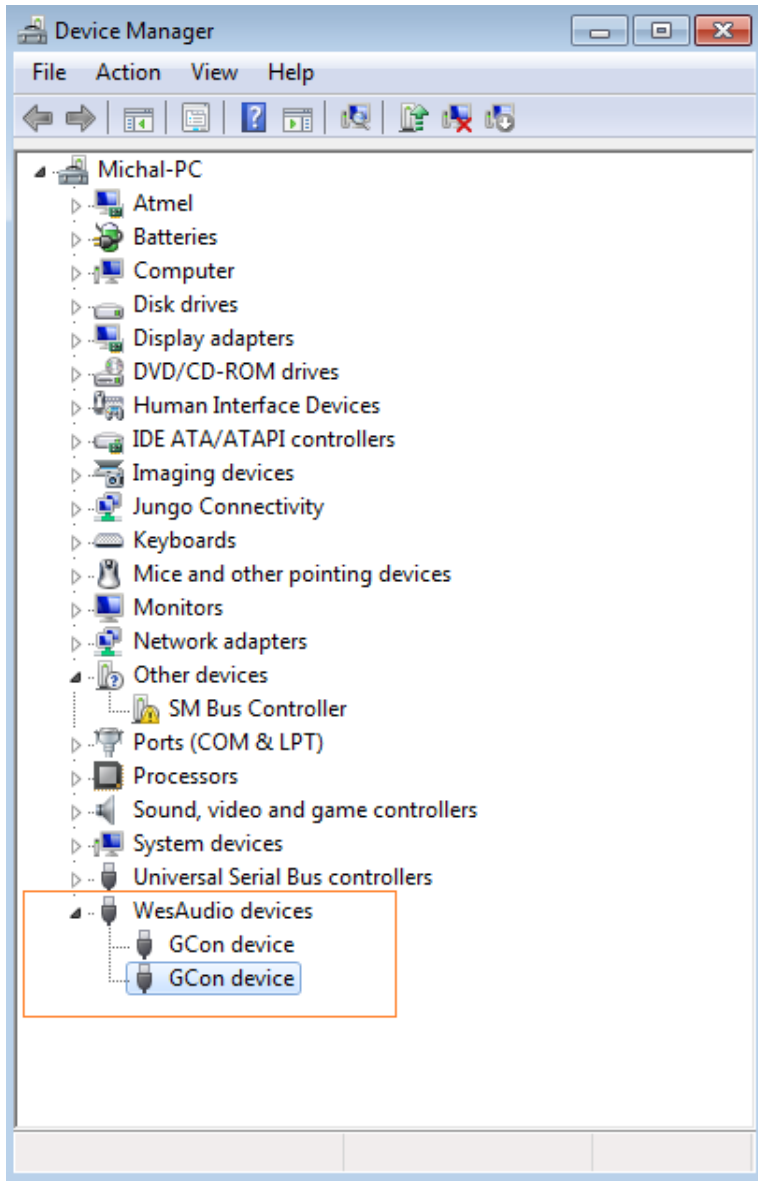 Device Manager
File Action View Help
Michal-PC
Atmel
Batteries
Computer
Disk drives
Display adapters
DVD/CD-ROM drives
Human Interface Devices
IDE ATA/ATAPI controllers
Imaging devices
Jungo Connectivity
Keyboards
Mice and other pointing devices
Monitors
Network adapters
Other devices
SM Bus Controller
Ports (COM & LPT)
Processors
Sound, video and game controllers
System devices
Universal Serial Bus controllers
WesAudio devices
GCon device
GCon device